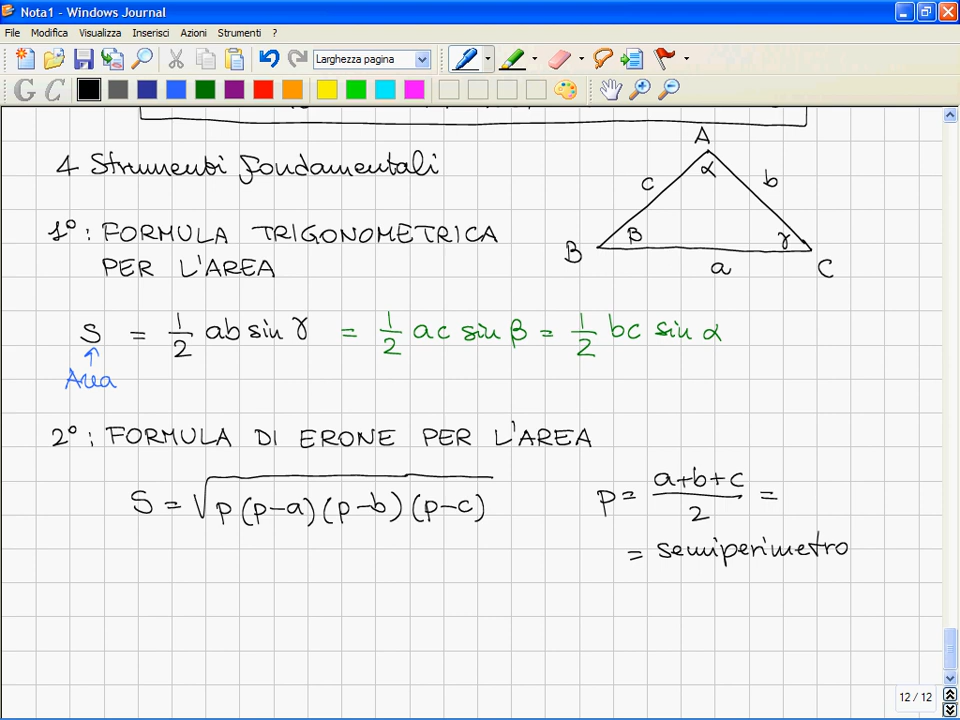 Nota1 - Windows Journal
File Modifica Visualizza Inserisci Azioni Strumenti ?
Larghezza pagina
G C
4 Strumenti fondamentali
1°: FORMULA TRIGONOMETRICA
PER L'AREA
A
α
c
b
B
β
γ
C
a
S = 1/2 ab sin γ = 1/2 ac sin β = 1/2 bc sin α
Area
2°: FORMULA DI ERONE PER L'AREA
S = √p(p-a)(p-b)(p-c)
p = a+b+c/2 =
= semiperimetro
12 / 12